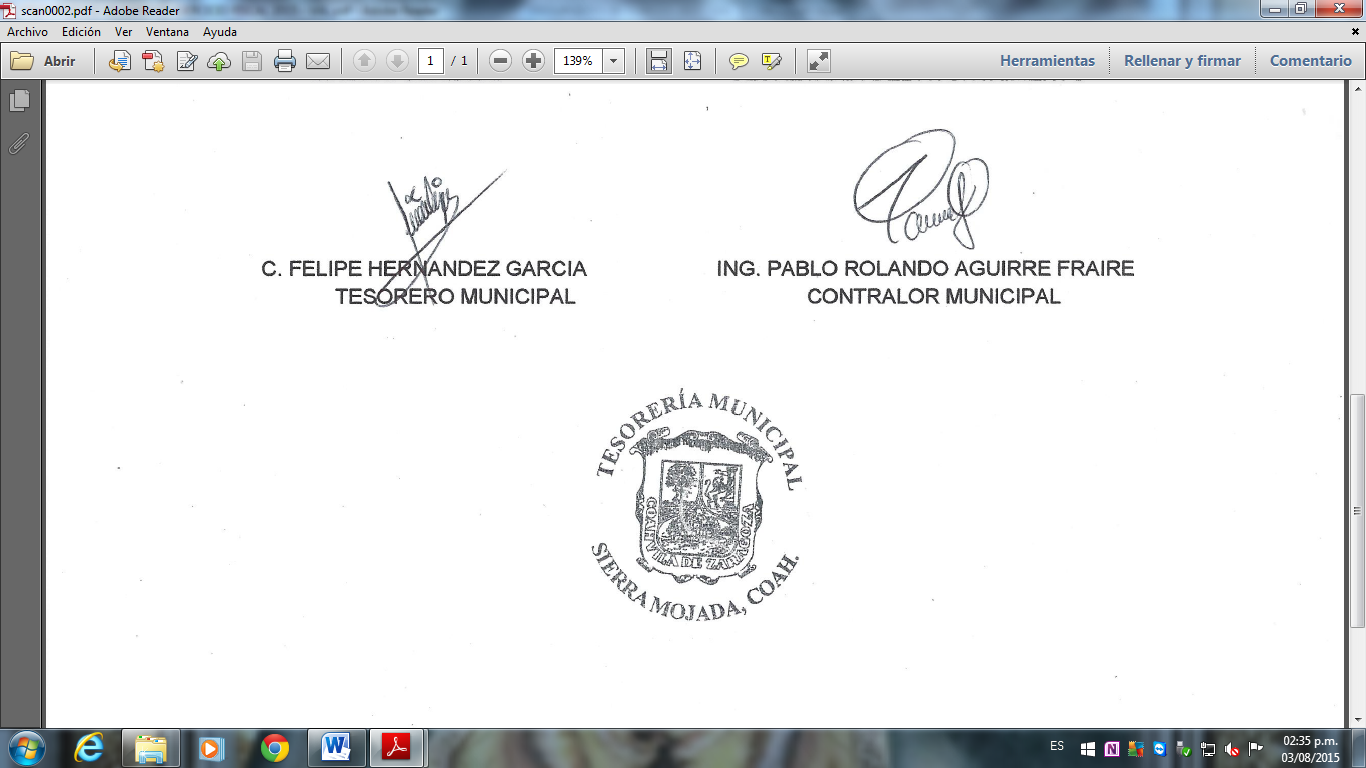 scan0002.pdf - Adobe Reader
Archivo Edición Ver Ventana Ayuda
Abrir 1 / 1 139% Herramientas Rellenar y firmar Comentario
C. FELIPE HERNANDEZ GARCIA
TESORERO MUNICIPAL
ING. PABLO ROLANDO AGUIRRE FRAIRE
CONTRALOR MUNICIPAL
TESORERÍA MUNICIPAL
COAHVILA DE ZARAGOZA
SIERRA MOJADA, COAH.
ES 02:35 p.m.
03/08/2015